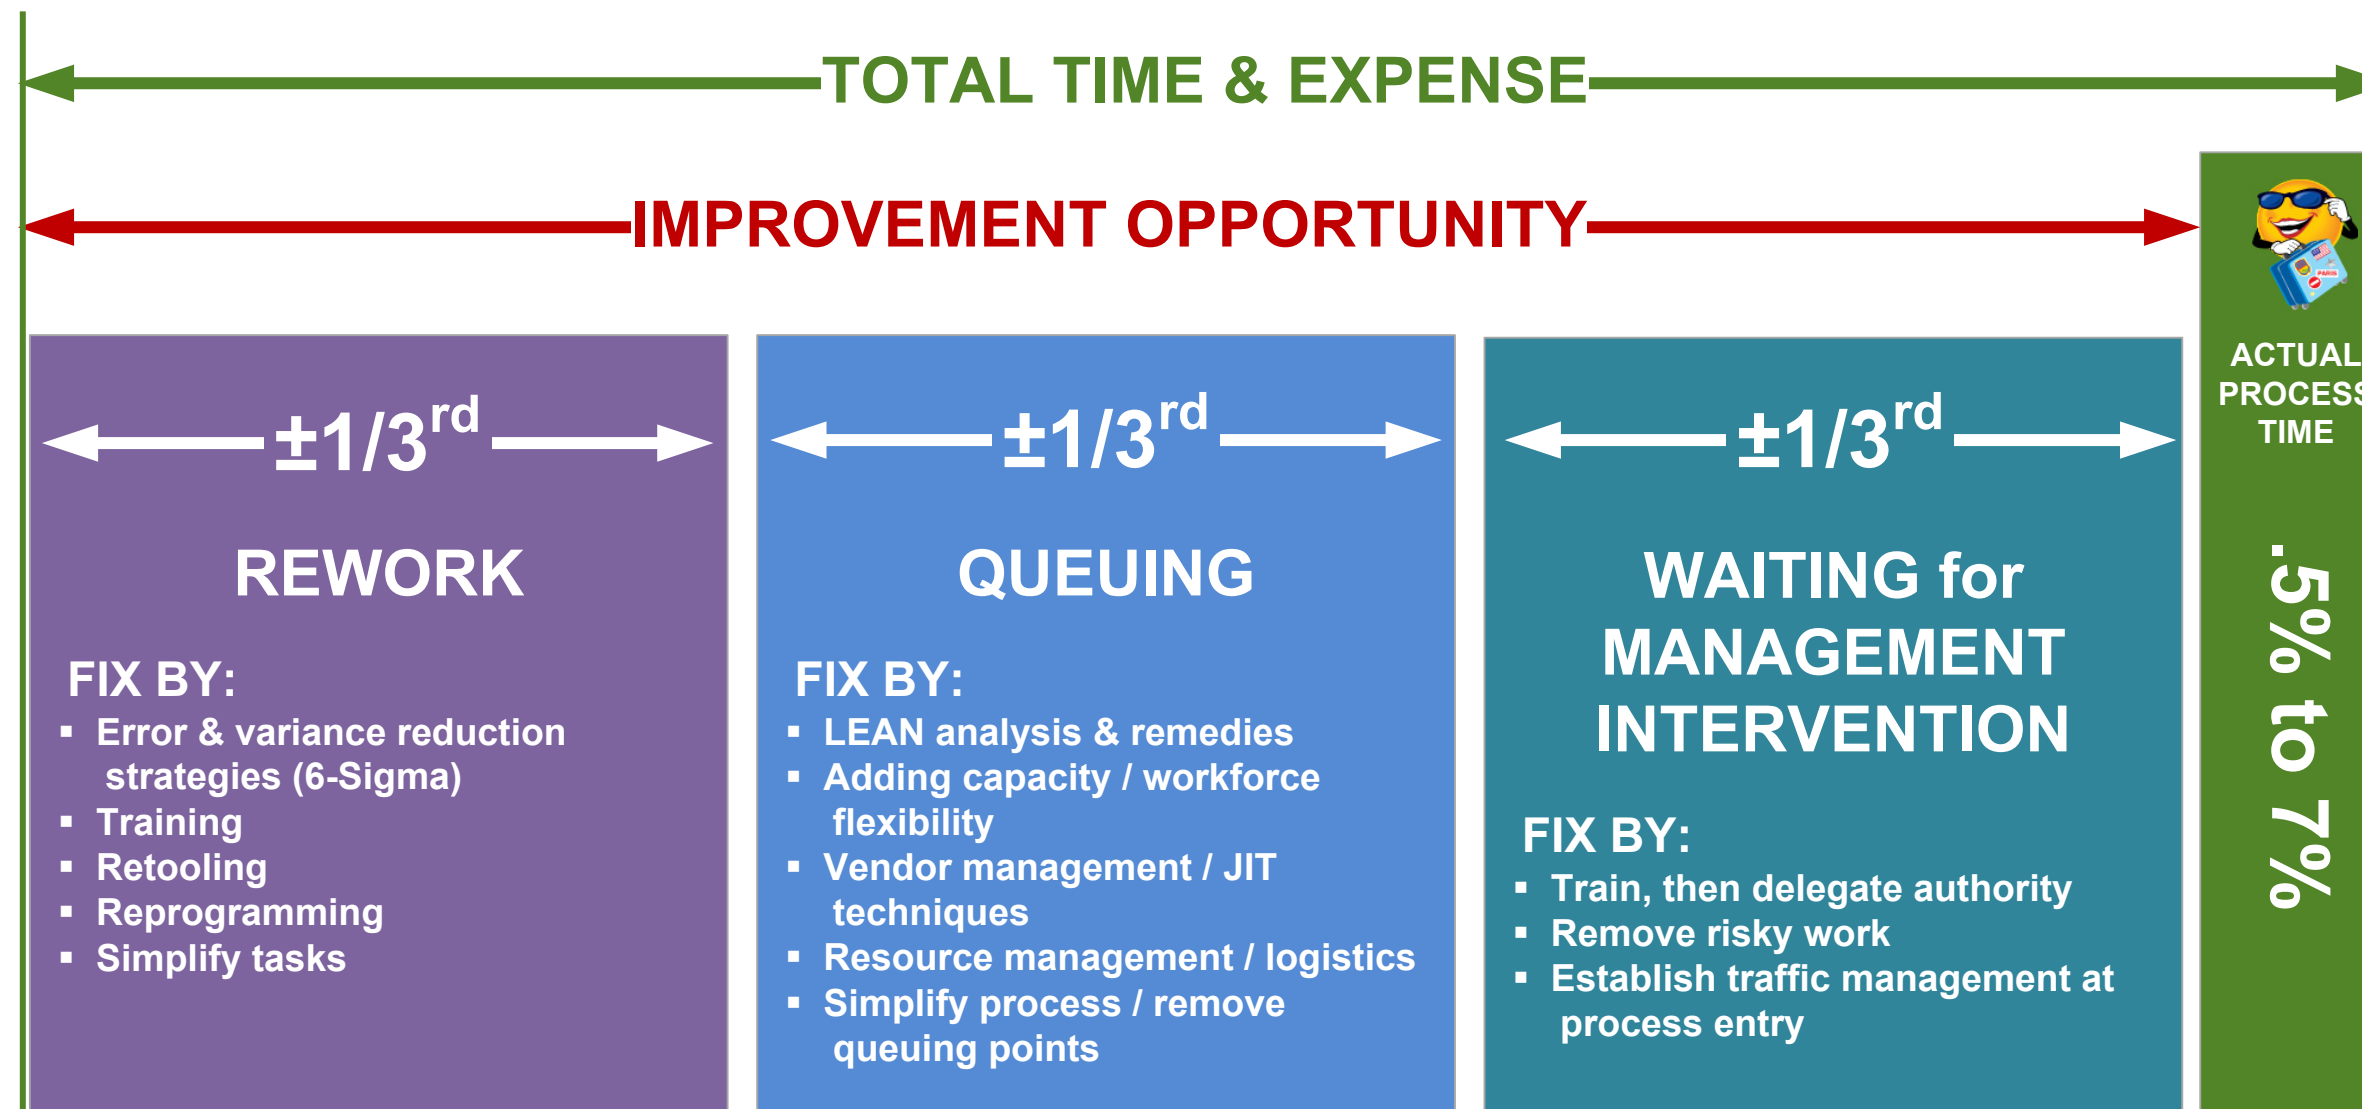 TOTAL TIME & EXPENSE
IMPROVEMENT OPPORTUNITY
±1/3rd
REWORK
FIX BY:
▪ Error & variance reduction
strategies (6-Sigma)
▪ Training
▪ Retooling
▪ Reprogramming
▪ Simplify tasks
±1/3rd
QUEUING
FIX BY:
▪ LEAN analysis & remedies
▪ Adding capacity / workforce
flexibility
▪ Vendor management / JIT
techniques
▪ Resource management / logistics
▪ Simplify process / remove
queuing points
±1/3rd
WAITING for
MANAGEMENT
INTERVENTION
FIX BY:
▪ Train, then delegate authority
▪ Remove risky work
▪ Establish traffic management at
process entry
PARIS
ACTUAL
PROCESS
TIME
.5% to 7%